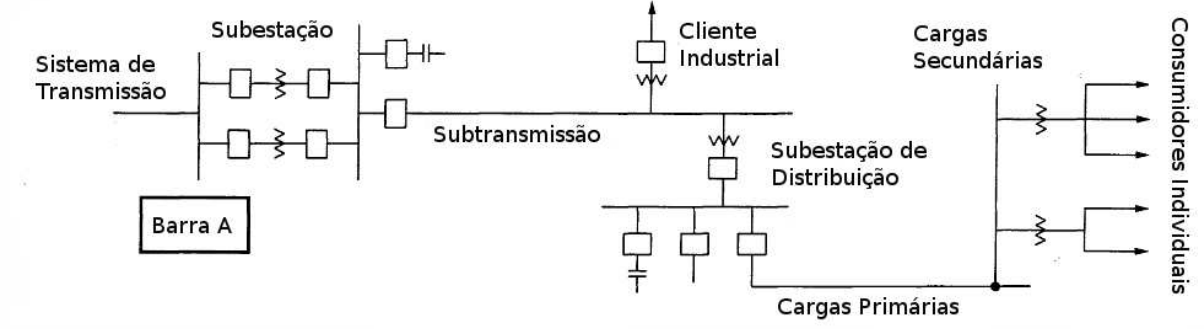 Subestação
Sistema de
Transmissão
Cliente
Industrial
Cargas
Secundárias
Subtransmissão
Subestação de
Distribuição
Barra A
Cargas Primárias
Consumidores Individuais